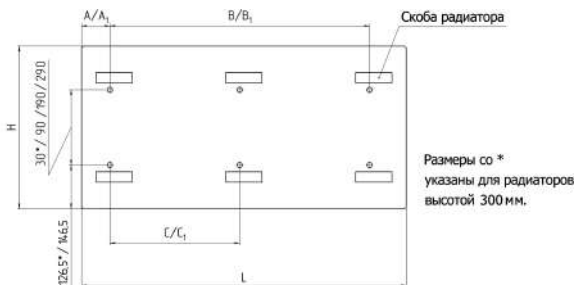 A/A₁
B/B₁
Скоба радиатора
H
30* / 90 /190/290
126,5* / 146,5
C/C₁
L
Размеры со *
указаны для радиаторов
высотой 300 мм.